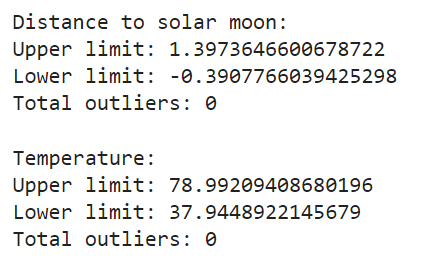 Distance to solar moon:
Upper limit: 1.3973646600678722
Lower limit: -0.3907766039425298
Total outliers: 0
Temperature:
Upper limit: 78.99209408680196
Lower limit: 37.9448922145679
Total outliers: 0